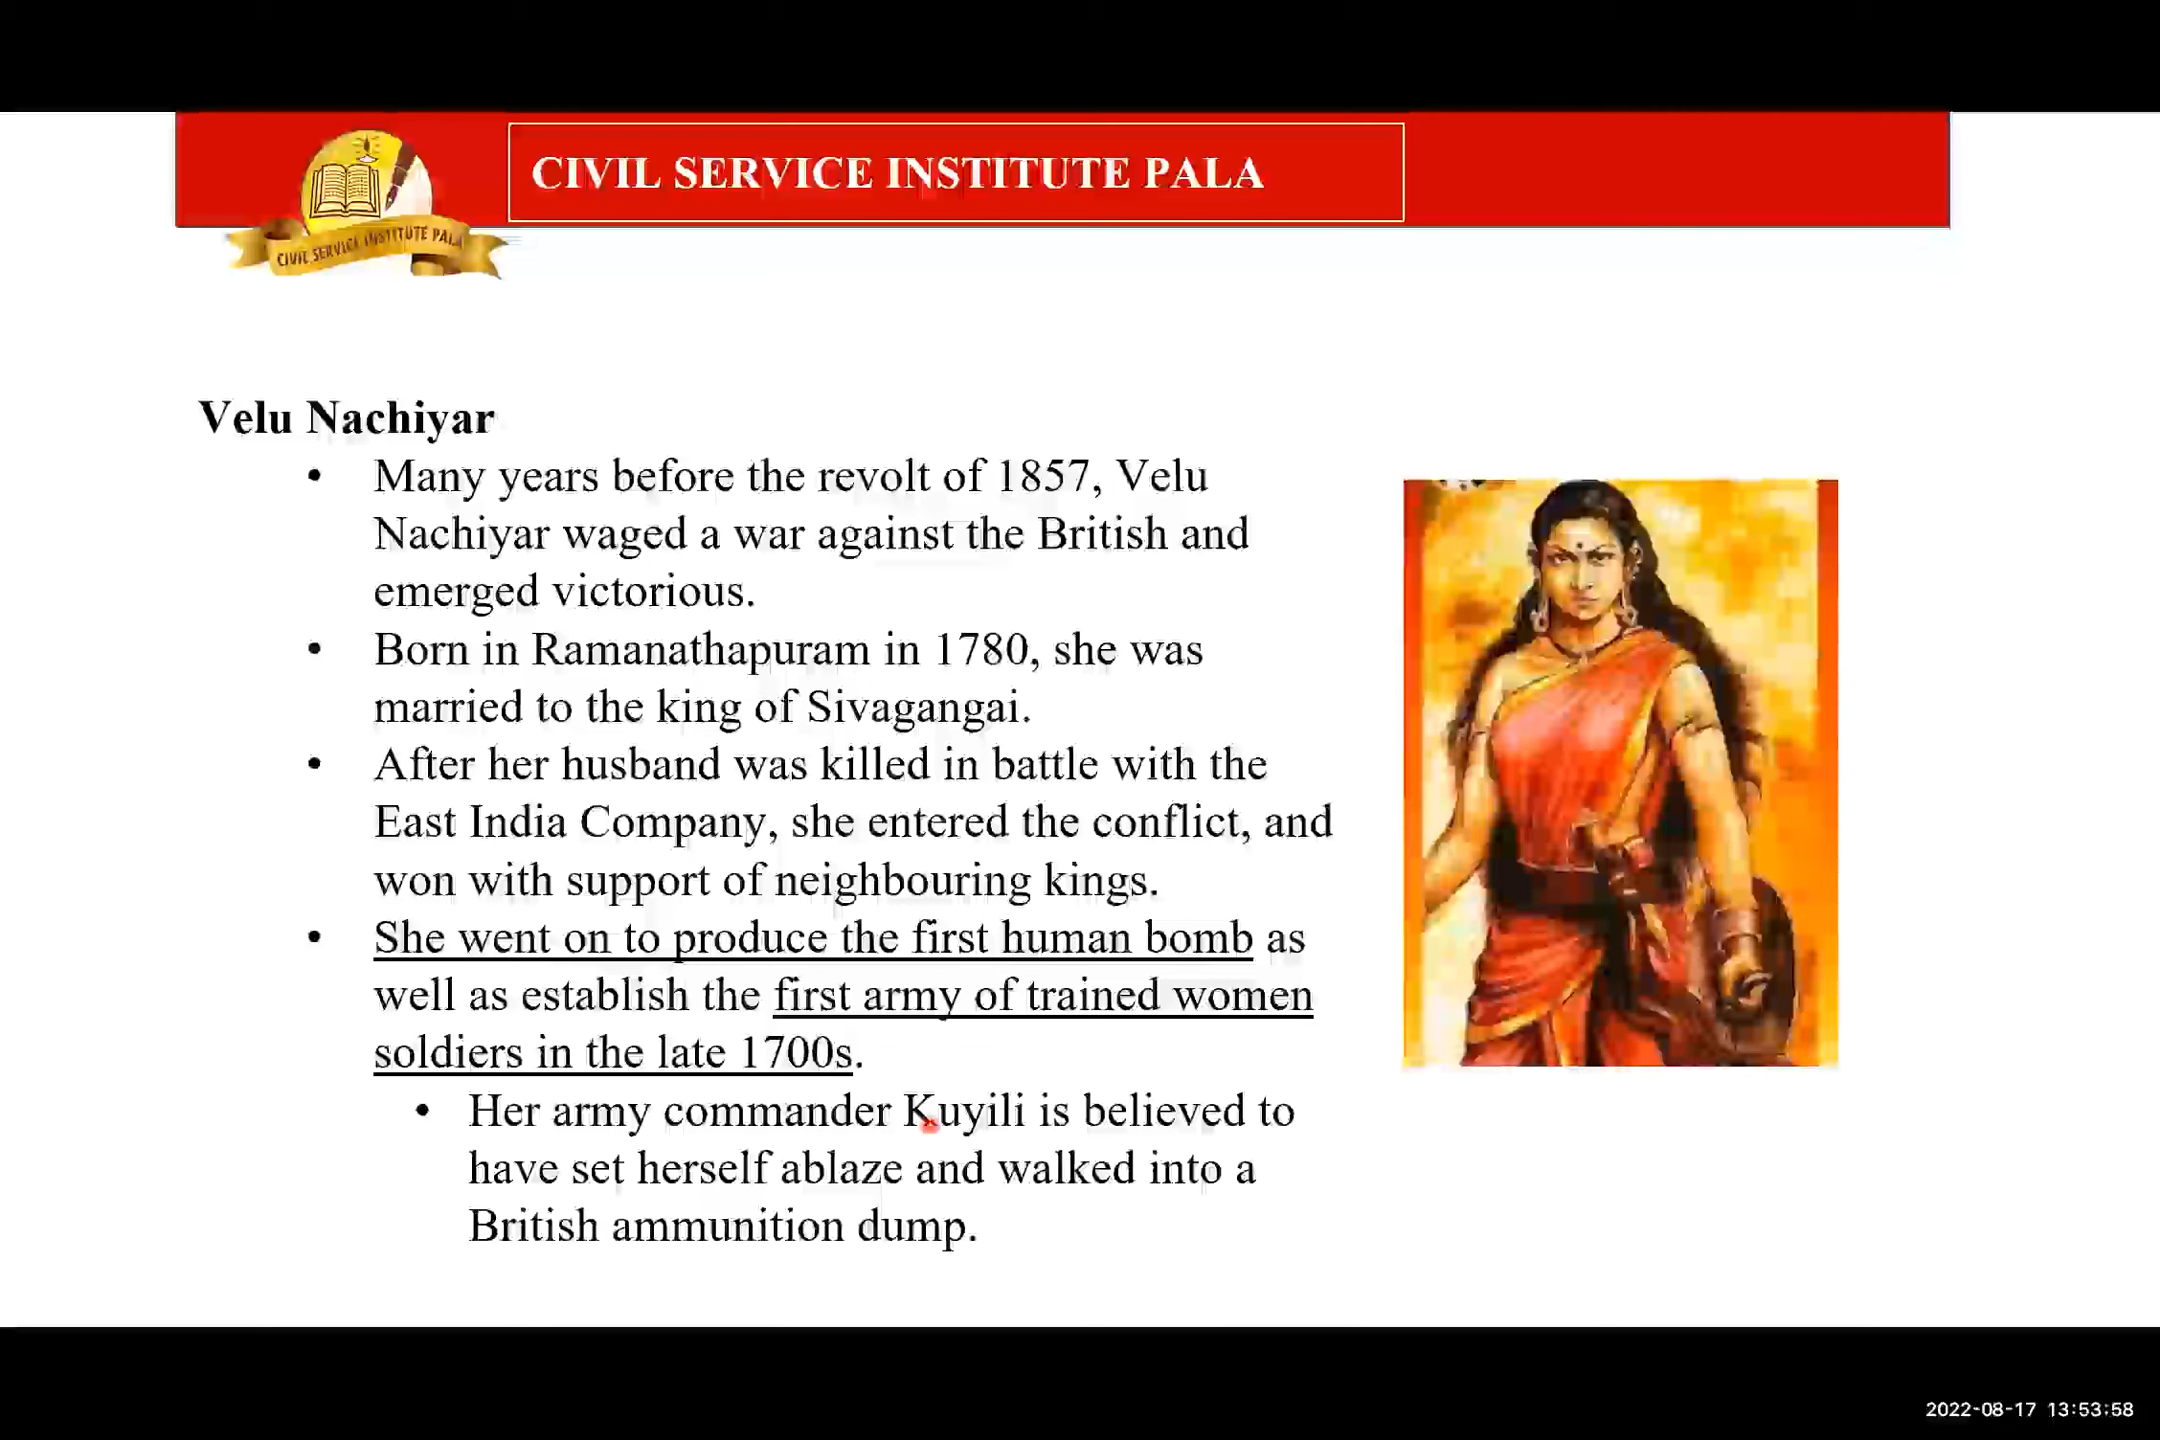 CIVIL SERVICE INSTITUTE PALA
CIVIL SERVICE INSTITUTE PALA
Velu Nachiyar
• Many years before the revolt of 1857, Velu
Nachiyar waged a war against the British and
emerged victorious.
• Born in Ramanathapuram in 1780, she was
married to the king of Sivagangai.
• After her husband was killed in battle with the
East India Company, she entered the conflict, and
won with support of neighbouring kings.
• She went on to produce the first human bomb as
well as establish the first army of trained women
soldiers in the late 1700s.
• Her army commander Kuyili is believed to
have set herself ablaze and walked into a
British ammunition dump.
2022-08-17 13:53:58